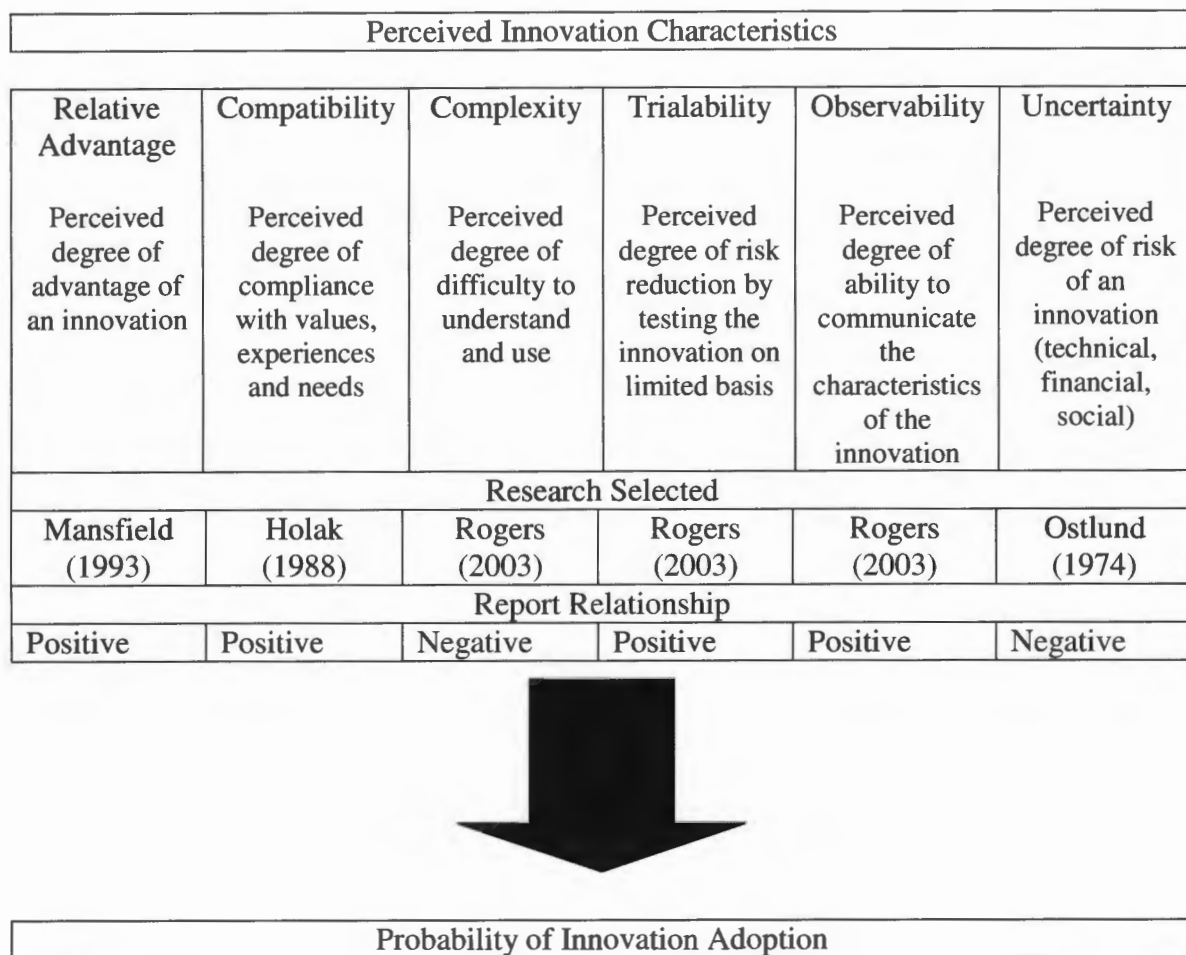 Perceived Innovation Characteristics
Relative
Advantage
Perceived
degree of
advantage of
an innovation
Compatibility
Perceived
degree of
compliance
with values,
experiences
and needs
Complexity
Perceived
degree of
difficulty to
understand
and use
Trialability
Perceived
degree of risk
reduction by
testing the
innovation on
limited basis
Observability
Perceived
degree of
ability to
communicate
the
characteristics
of the
innovation
Uncertainty
Perceived
degree of risk
of an
innovation
(technical,
financial,
social)
Research Selected
Mansfield
(1993)
Holak
(1988)
Rogers
(2003)
Rogers
(2003)
Rogers
(2003)
Ostlund
(1974)
Report Relationship
Positive
Positive
Negative
Positive
Positive
Negative
Probability of Innovation Adoption